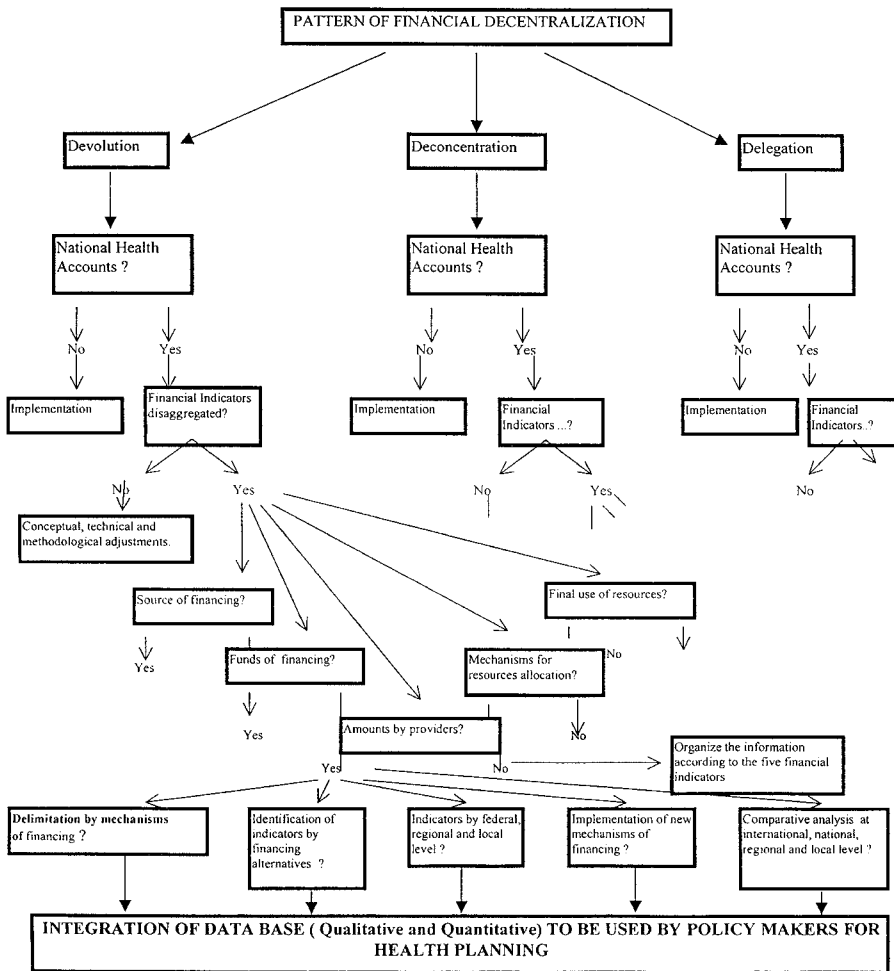 PATTERN OF FINANCIAL DECENTRALIZATION
Devolution
Deconcentration
Delegation
National Health
Accounts ?
National Health
Accounts ?
National Health
Accounts ?
No
Yes
No
Yes
No
Yes
Implementation
Financial Indicators
disaggregated?
Implementation
Financial
Indicators ...?
Implementation
Financial
Indicators..?
No
Yes
No
Yes
No
Conceptual, technical and
methodological adjustments.
Source of financing?
Final use of resources?
Yes
Funds of financing?
Mechanisms for
resources allocation?
No
Yes
Amounts by providers?
No
Organize the information
according to the five financial
indicators
Yes
No
Delimitation by mechanisms
of financing ?
Identification of
indicators by
financing
alternatives ?
Indicators by federal,
regional and local
level ?
Implementation of new
mechanisms of
financing ?
Comparative analysis at
international, national,
regional and local level ?
INTEGRATION OF DATA BASE ( Qualitative and Quantitative) TO BE USED BY POLICY MAKERS FOR
HEALTH PLANNING